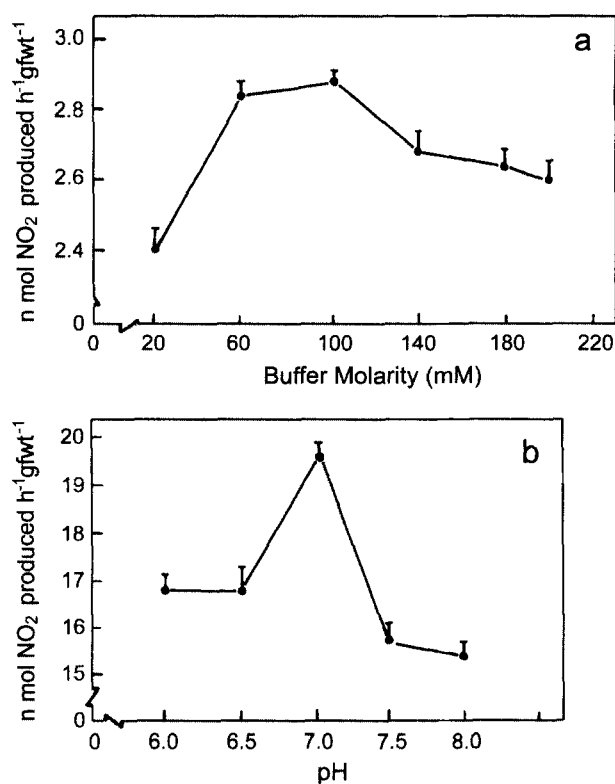 a
3.0
2.8
2.6
2.4
0
n mol NO₂ produced h⁻¹gfwt⁻¹
0 20 60 100 140 180 220
Buffer Molarity (mM)
b
20
19
17
16
15
0
n mol NO₂ produced h⁻¹gfwt⁻¹
0 6.0 6.5 7.0 7.5 8.0
pH